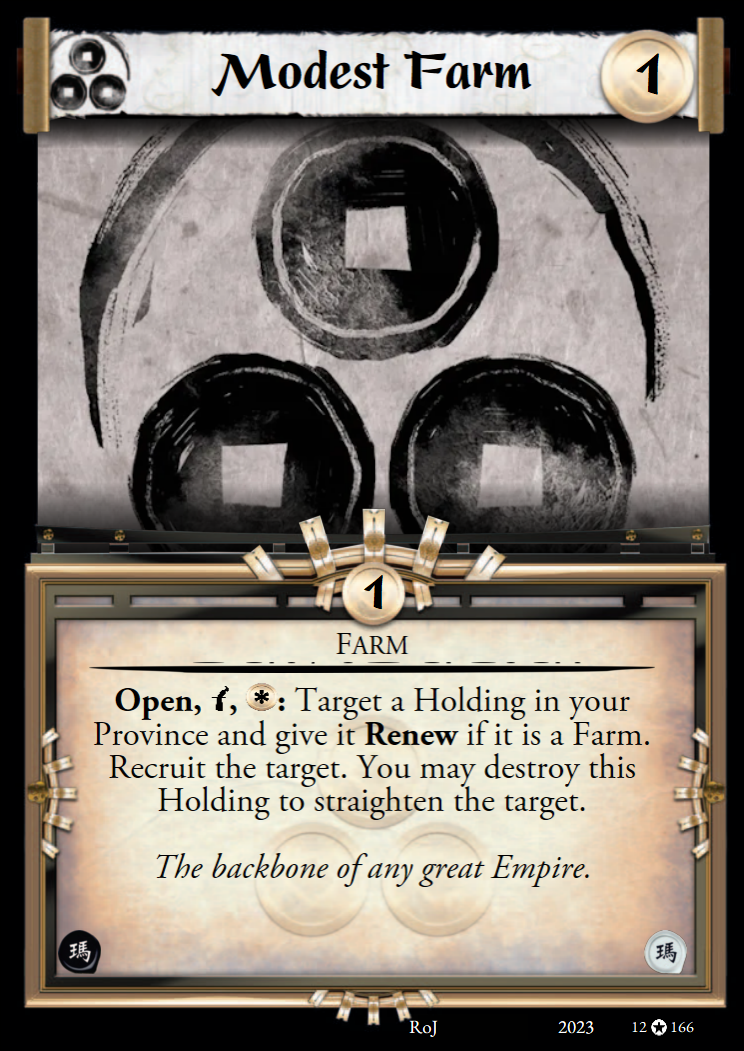 Modest Farm
1
1
FARM
Open, , : Target a Holding in your
Province and give it Renew if it is a Farm.
Recruit the target. You may destroy this
Holding to straighten the target.
The backbone of any great Empire.
瑪 瑪
RoJ 2023 12 ✪ 166